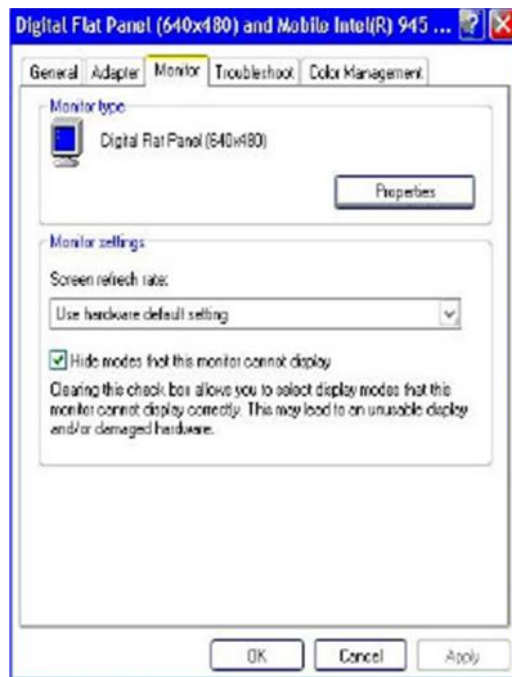 Digital Flat Panel (640x480) and Mobile Intel(R) 945 ...
General Adapter Monitor Troubleshoot Color Management
Monitor type
Digital Flat Panel (640x480)
Properties
Monitor settings
Screen refresh rate:
Use hardware default setting
Hide modes that this monitor cannot display
Clearing this check box allows you to select display modes that this
monitor cannot display correctly. This may lead to an unusable display
and/or damaged hardware.
OK Cancel Apply